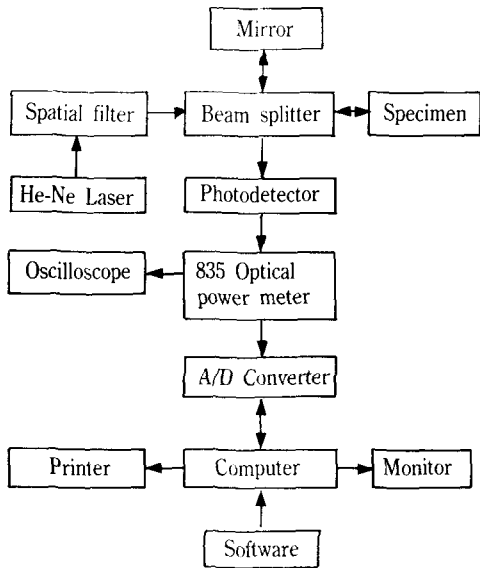 Mirror
Spatial filter
Beam splitter
Specimen
He-Ne Laser
Photodetector
Oscilloscope
835 Optical
power meter
A/D Converter
Printer
Computer
Monitor
Software